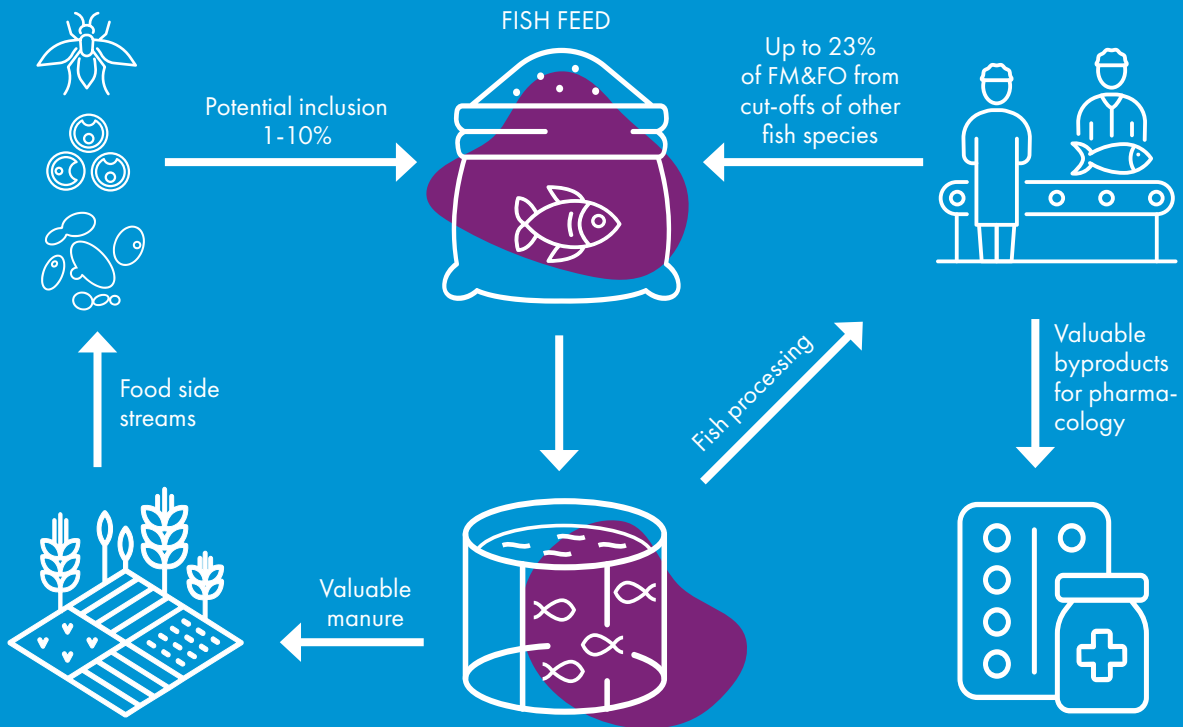 FISH FEED
Potential inclusion
1-10%
Up to 23%
of FM&FO from
cut-offs of other
fish species
Food side
streams
Fish processing
Valuable
byproducts
for pharma-
cology
Valuable
manure